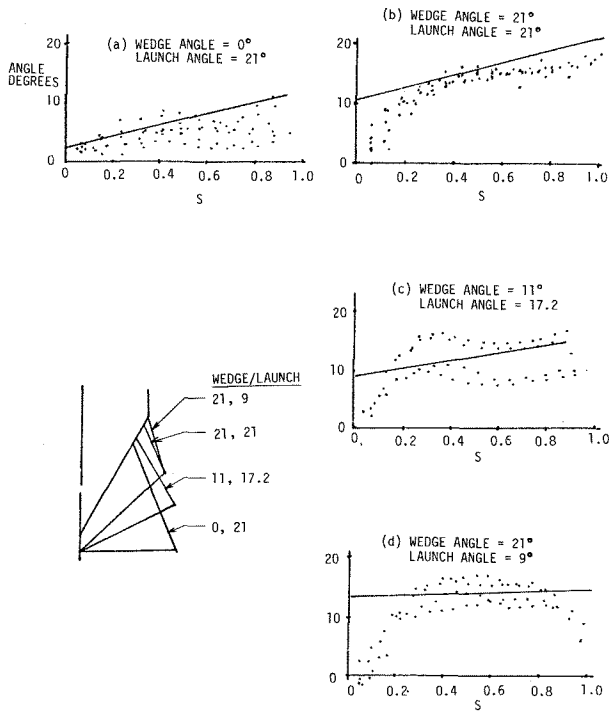 (a) WEDGE ANGLE = 0°
LAUNCH ANGLE = 21°
20
ANGLE
DEGREES
10
0
0 0.2 0.4 0.6 0.8 1.0
S
(b) WEDGE ANGLE = 21°
LAUNCH ANGLE = 21°
20
10
0
0 0.2 0.4 0.6 0.8 1.0
S
(c) WEDGE ANGLE = 11°
LAUNCH ANGLE = 17.2
20
10
0
0 0.2 0.4 0.6 0.8 1.0
S
WEDGE/LAUNCH
21, 9
21, 21
11, 17.2
0, 21
(d) WEDGE ANGLE = 21°
LAUNCH ANGLE = 9°
20
10
0
0 0.2 0.4 0.6 0.8 1.0
S